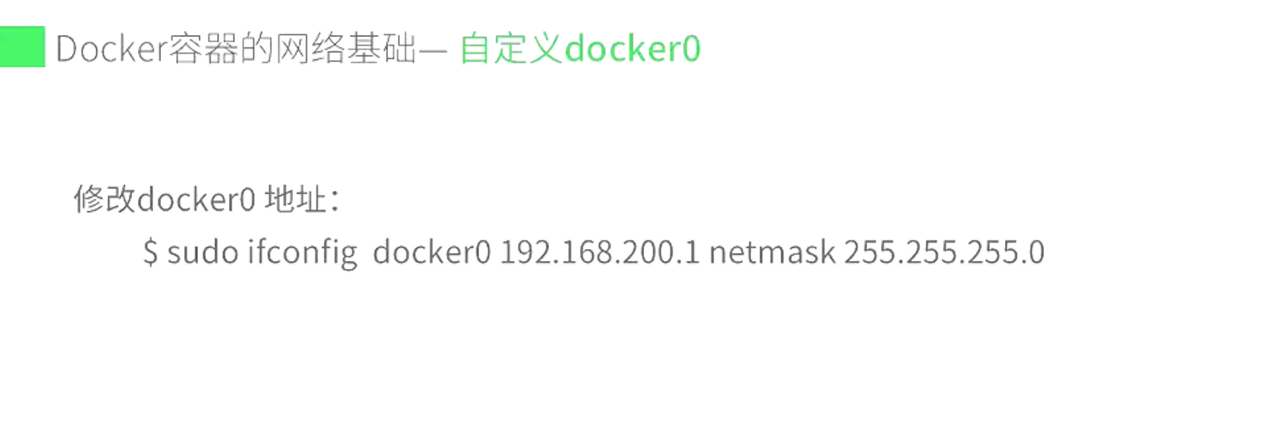 Docker容器的网络基础— 自定义docker0
修改docker0 地址：
$ sudo ifconfig  docker0 192.168.200.1 netmask 255.255.255.0